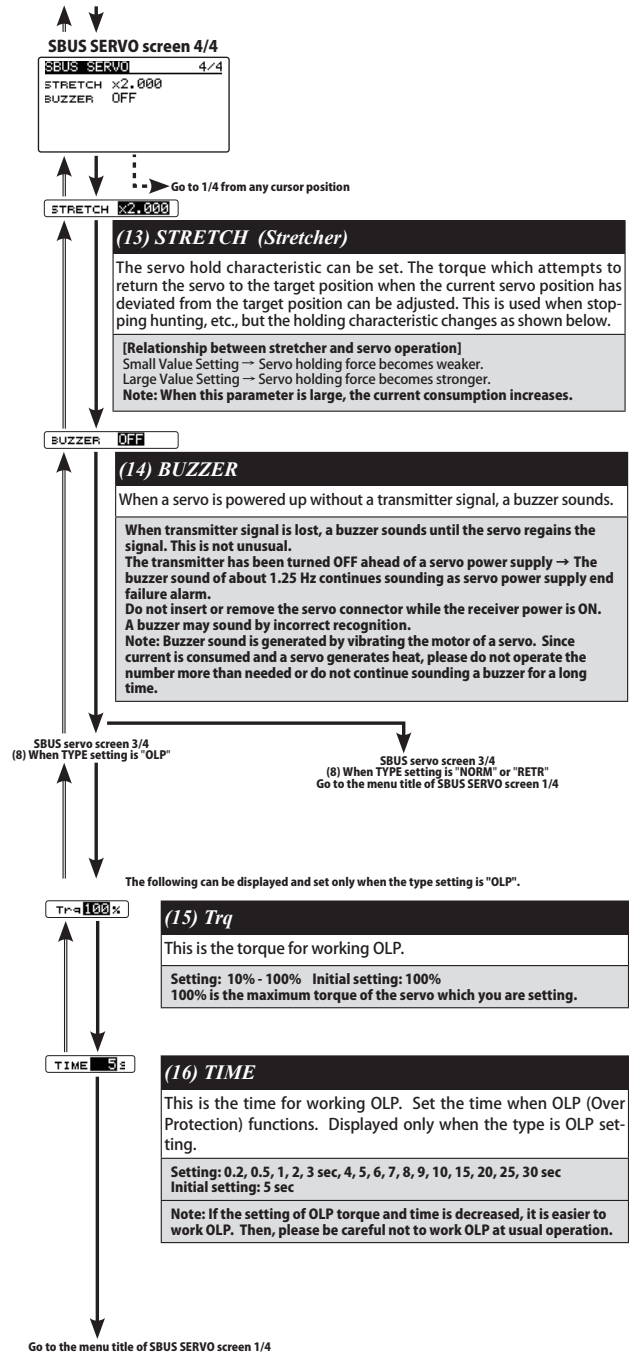 SBUS SERVO screen 4/4
SBUS SERVO 4/4
STRETCH x2.000
BUZZER OFF
Go to 1/4 from any cursor position
STRETCH x2.000
(13) STRETCH (Stretcher)
The servo hold characteristic can be set. The torque which attempts to
return the servo to the target position when the current servo position has
deviated from the target position can be adjusted. This is used when stop-
ping hunting, etc., but the holding characteristic changes as shown below.
[Relationship between stretcher and servo operation]
Small Value Setting → Servo holding force becomes weaker.
Large Value Setting → Servo holding force becomes stronger.
Note: When this parameter is large, the current consumption increases.
BUZZER OFF
(14) BUZZER
When a servo is powered up without a transmitter signal, a buzzer sounds.
When transmitter signal is lost, a buzzer sounds until the servo regains the
signal. This is not unusual.
The transmitter has been turned OFF ahead of a servo power supply → The
buzzer sound of about 1.25 Hz continues sounding as servo power supply end
failure alarm.
Do not insert or remove the servo connector while the receiver power is ON.
A buzzer may sound by incorrect recognition.
Note: Buzzer sound is generated by vibrating the motor of a servo. Since
current is consumed and a servo generates heat, please do not operate the
number more than needed or do not continue sounding a buzzer for a long
time.
SBUS servo screen 3/4
(8) When TYPE setting is "OLP"
SBUS servo screen 3/4
(8) When TYPE setting is "NORM" or "RETR"
Go to the menu title of SBUS SERVO screen 1/4
The following can be displayed and set only when the type setting is "OLP".
Trq 100%
(15) Trq
This is the torque for working OLP.
Setting: 10% - 100% Initial setting: 100%
100% is the maximum torque of the servo which you are setting.
TIME 5s
(16) TIME
This is the time for working OLP. Set the time when OLP (Over
Protection) functions. Displayed only when the type is OLP set-
ting.
Setting: 0.2, 0.5, 1, 2, 3 sec, 4, 5, 6, 7, 8, 9, 10, 15, 20, 25, 30 sec
Initial setting: 5 sec
Note: If the setting of OLP torque and time is decreased, it is easier to
work OLP. Then, please be careful not to work OLP at usual operation.
Go to the menu title of SBUS SERVO screen 1/4